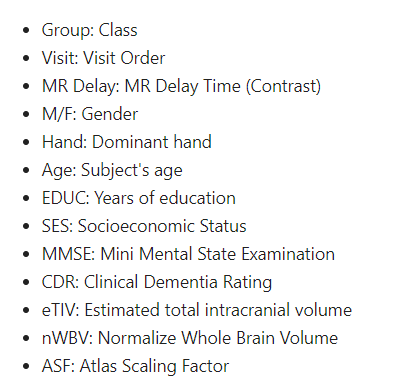 Group: Class
Visit: Visit Order
MR Delay: MR Delay Time (Contrast)
M/F: Gender
Hand: Dominant hand
Age: Subject's age
EDUC: Years of education
SES: Socioeconomic Status
MMSE: Mini Mental State Examination
CDR: Clinical Dementia Rating
eTIV: Estimated total intracranial volume
nWBV: Normalize Whole Brain Volume
ASF: Atlas Scaling Factor